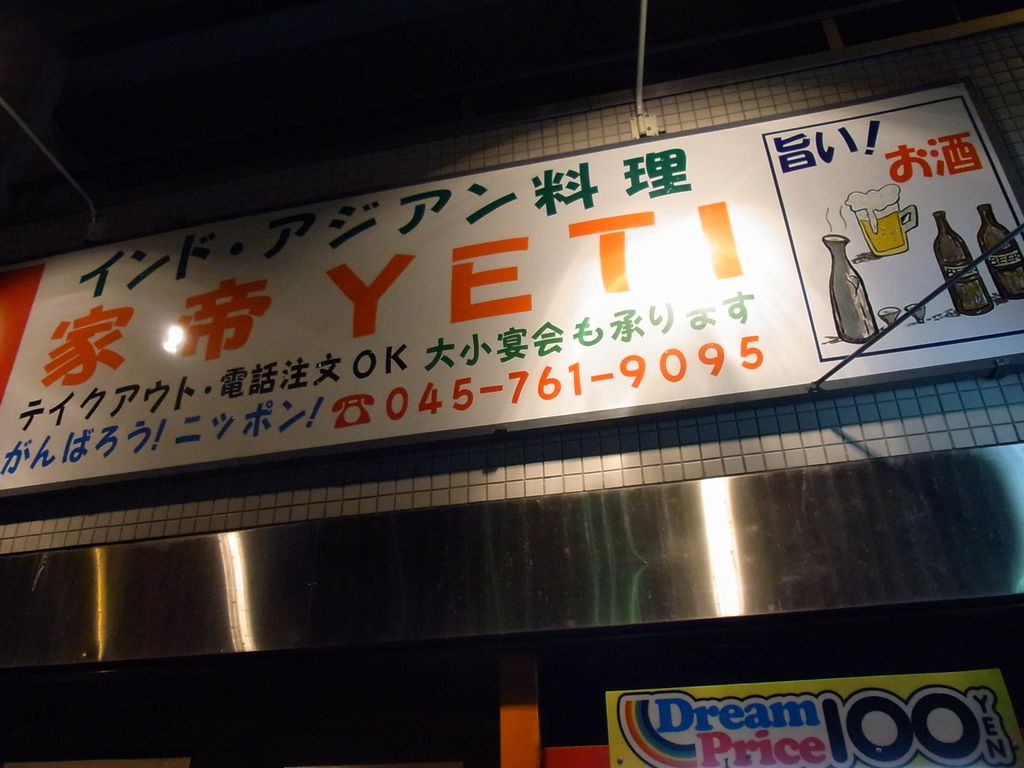 インド・アジアン料理
家帝 YETI
テイクアウト・電話注文OK 大小宴会も承ります
がんばろう!ニッポン! ☎045-761-9095
旨い!
お酒
BEER
Dream
Price
100
YEN